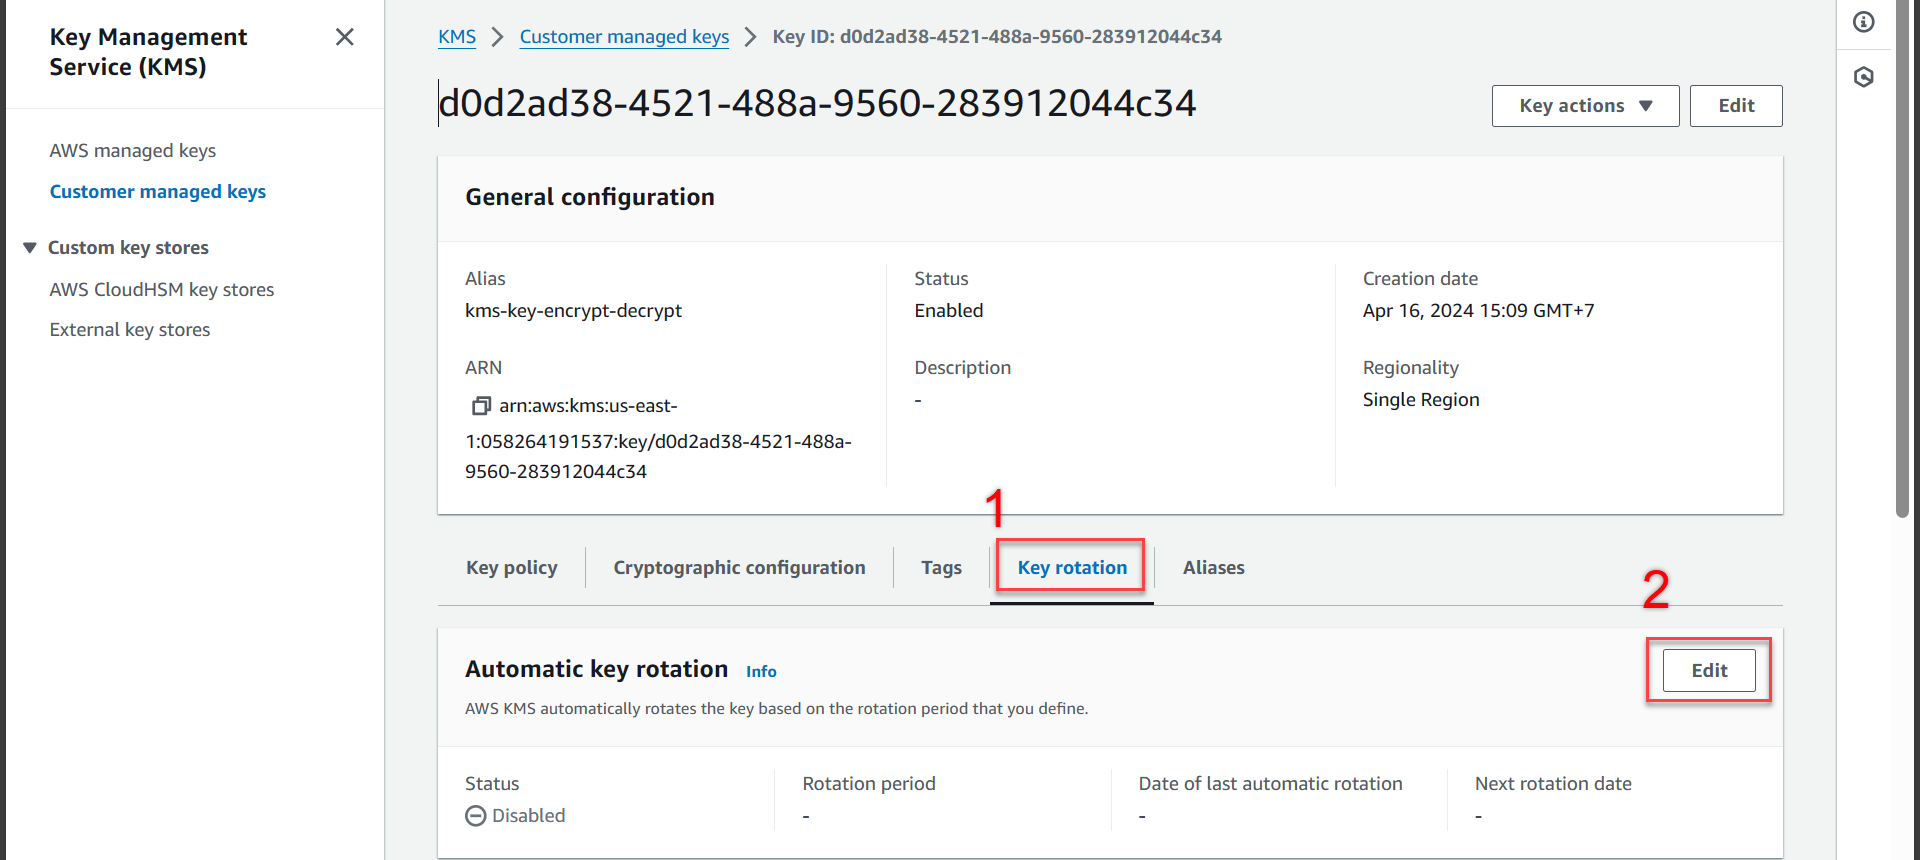 Key Management
Service (KMS)
AWS managed keys
Customer managed keys
Custom key stores
AWS CloudHSM key stores
External key stores
KMS > Customer managed keys > Key ID: d0d2ad38-4521-488a-9560-283912044c34
d0d2ad38-4521-488a-9560-283912044c34
Key actions
Edit
General configuration
Alias
kms-key-encrypt-decrypt
ARN
arn:aws:kms:us-east-
1:058264191537:key/d0d2ad38-4521-488a-
9560-283912044c34
Status
Enabled
Description
-
Creation date
Apr 16, 2024 15:09 GMT+7
Regionality
Single Region
1
Key policy
Cryptographic configuration
Tags
Key rotation
Aliases
2
Automatic key rotation Info
Edit
AWS KMS automatically rotates the key based on the rotation period that you define.
Status
Disabled
Rotation period
-
Date of last automatic rotation
-
Next rotation date
-